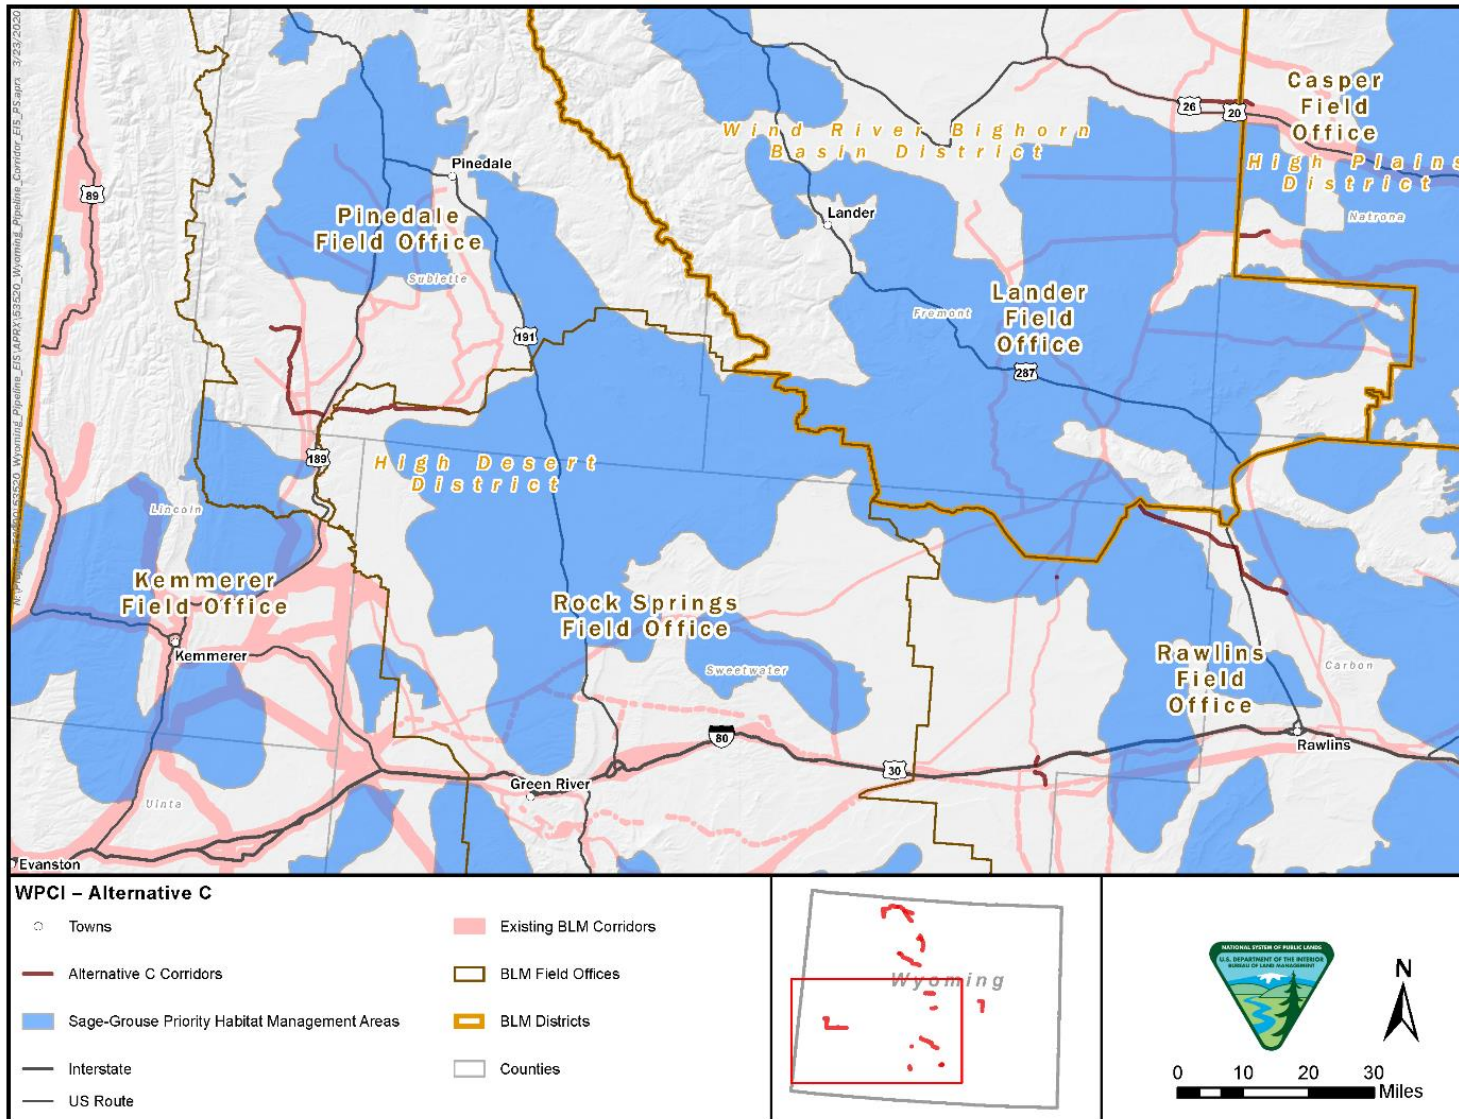 N:\Projects\53520_Wyoming_Pipeline_EIS\APRX\53520_Wyoming_Pipeline_Corridor_EIS_PS.aprx 3/23/2020
Casper
Field
Office
26
20
Wind River Bighorn
Basin District
High Plains
District
89
Pinedale
Natrona
Pinedale
Field Office
Lander
Sublette
Lander
Field
Office
Fremont
191
287
189
High Desert
District
Lincoln
Kemmerer
Field Office
Rock Springs
Field Office
Kemmerer
Sweetwater
Rawlins
Field
Office
Carbon
80
Rawlins
30
Green River
Uinta
Evanston
WPCI – Alternative C
Towns
Alternative C Corridors
Sage-Grouse Priority Habitat Management Areas
Interstate
US Route
Existing BLM Corridors
BLM Field Offices
BLM Districts
Counties
Wyoming
NATIONAL SYSTEM OF PUBLIC LANDS
U.S. DEPARTMENT OF THE INTERIOR
BUREAU OF LAND MANAGEMENT
N
0 10 20 30
Miles